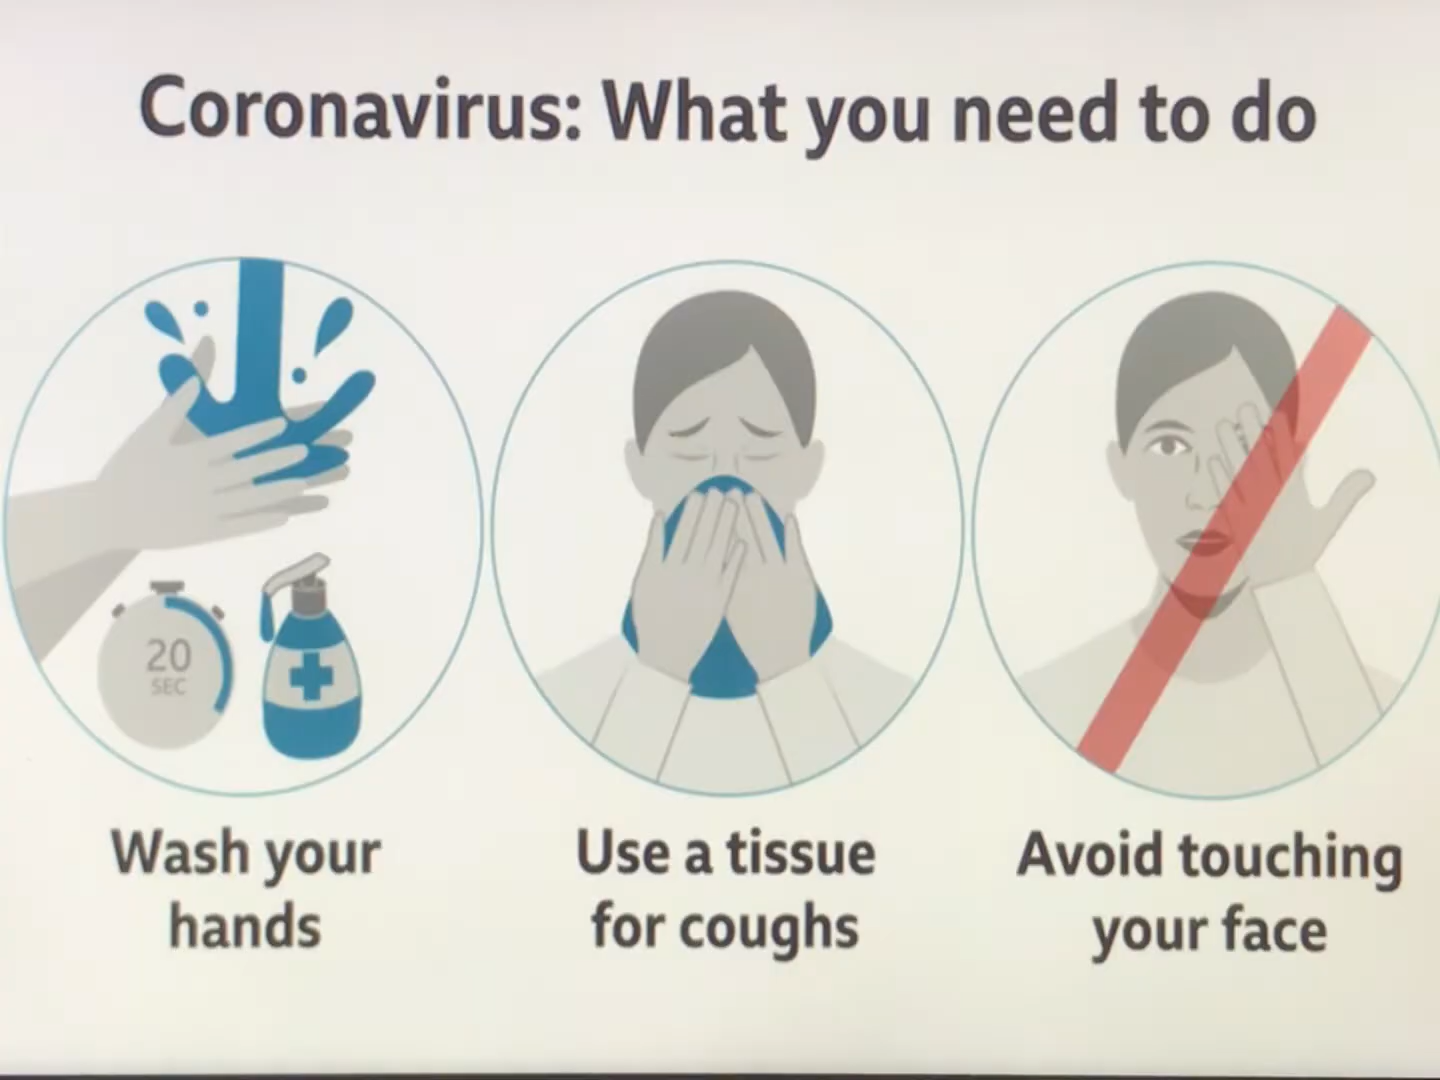 Coronavirus: What you need to do
20
SEC
Wash your
hands
Use a tissue
for coughs
Avoid touching
your face